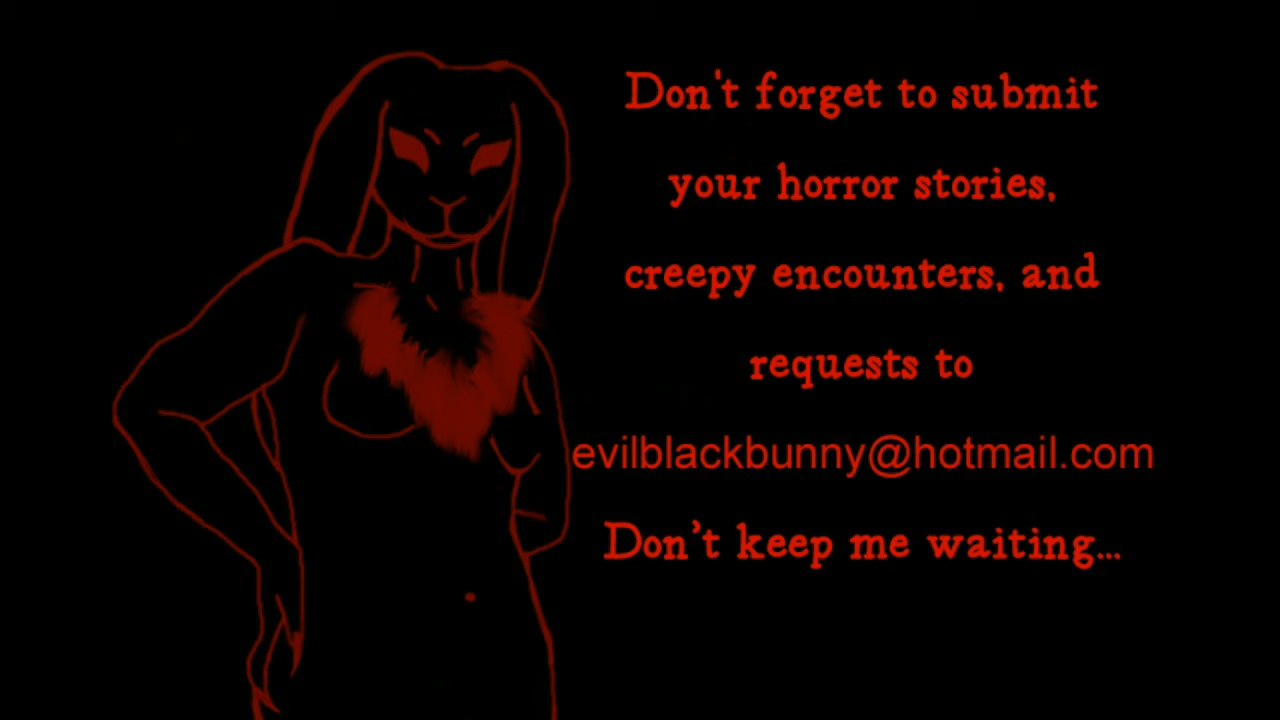 Don't forget to submit
your horror stories,
creepy encounters, and
requests to
evilblackbunny@hotmail.com
Don't keep me waiting...